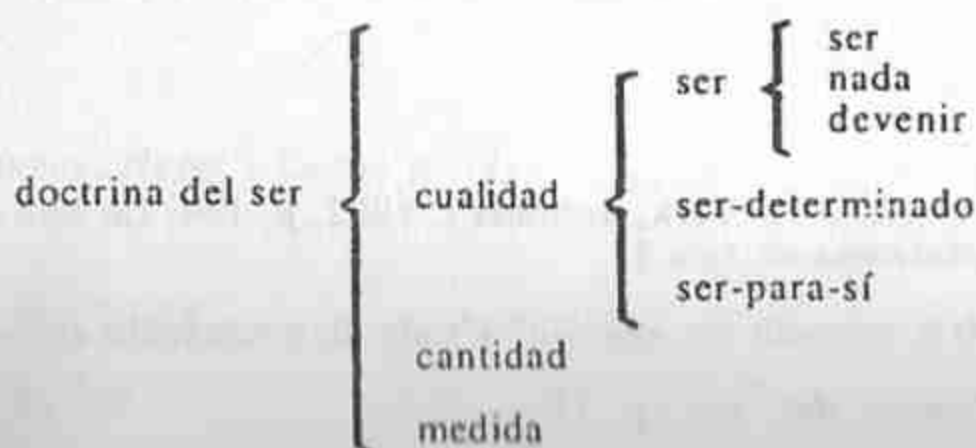 ser
ser nada
devenir
doctrina del ser cualidad ser-determinado
ser-para-sí
cantidad
medida